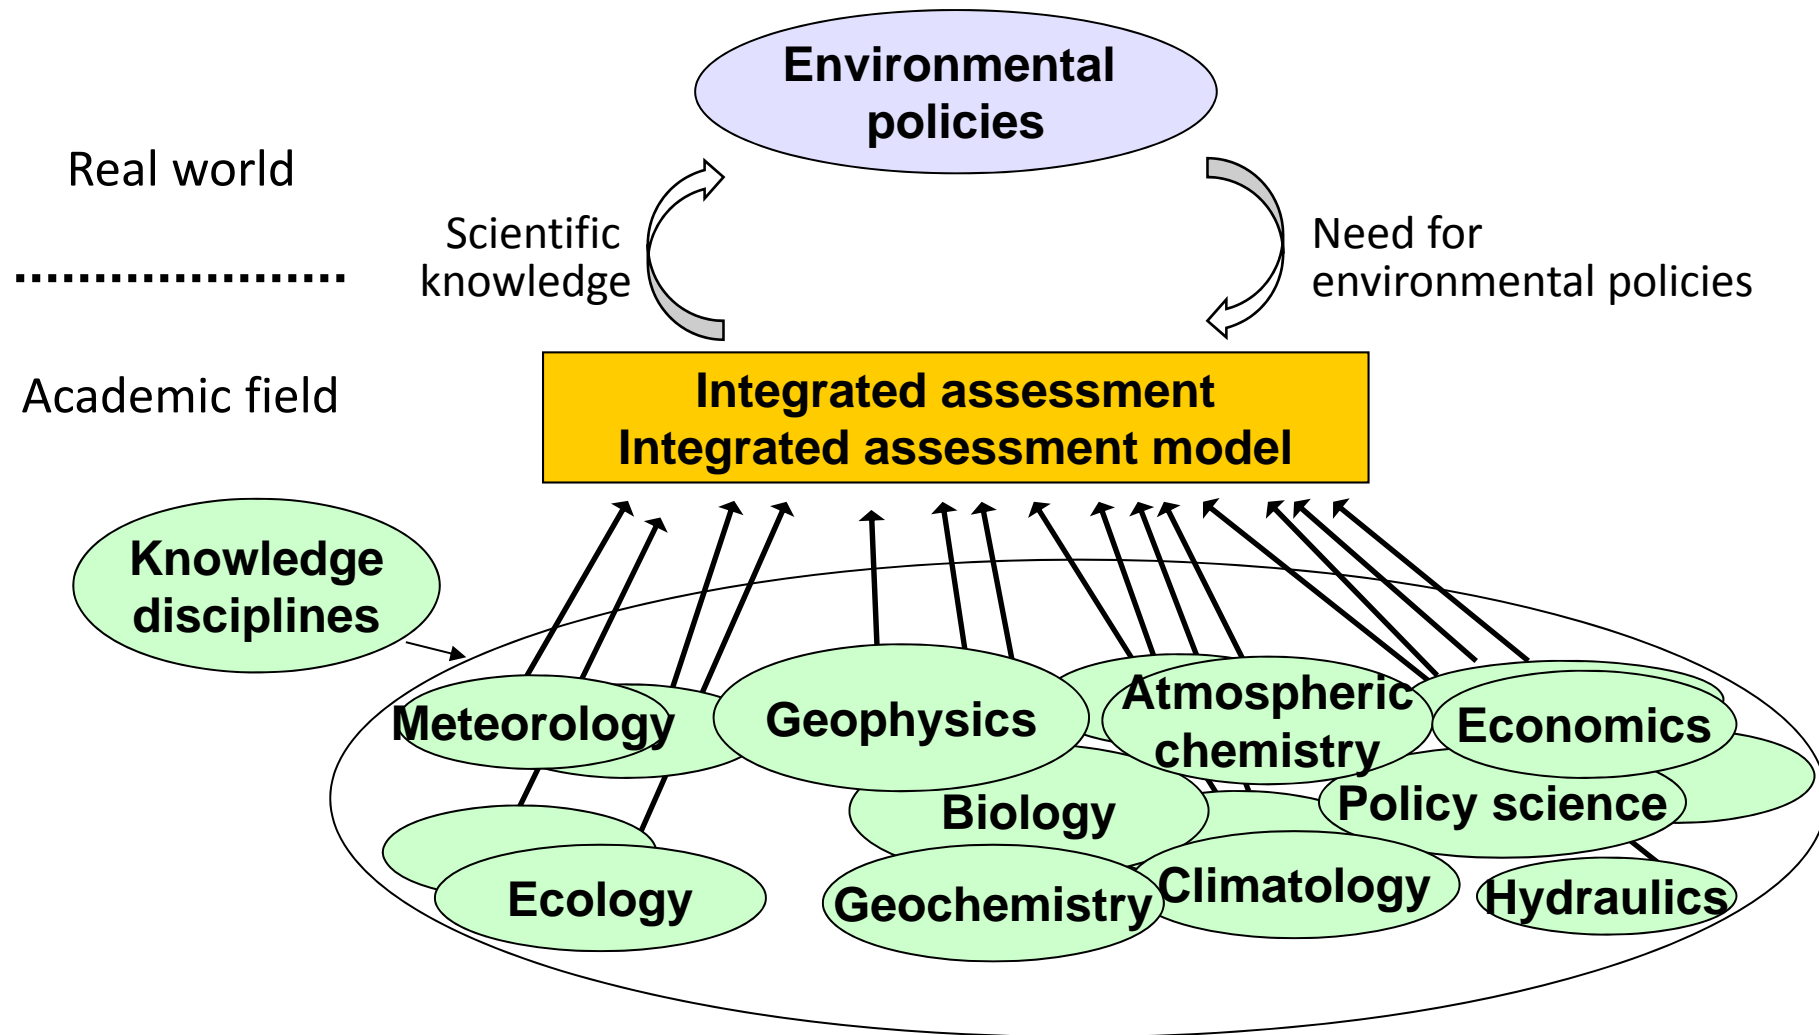 Environmental
policies
Real world
Scientific
knowledge
Need for
environmental policies
Academic field
Integrated assessment
Integrated assessment model
Knowledge
disciplines
Meteorology
Geophysics
Atmospheric
chemistry
Economics
Biology
Policy science
Ecology
Geochemistry
Climatology
Hydraulics